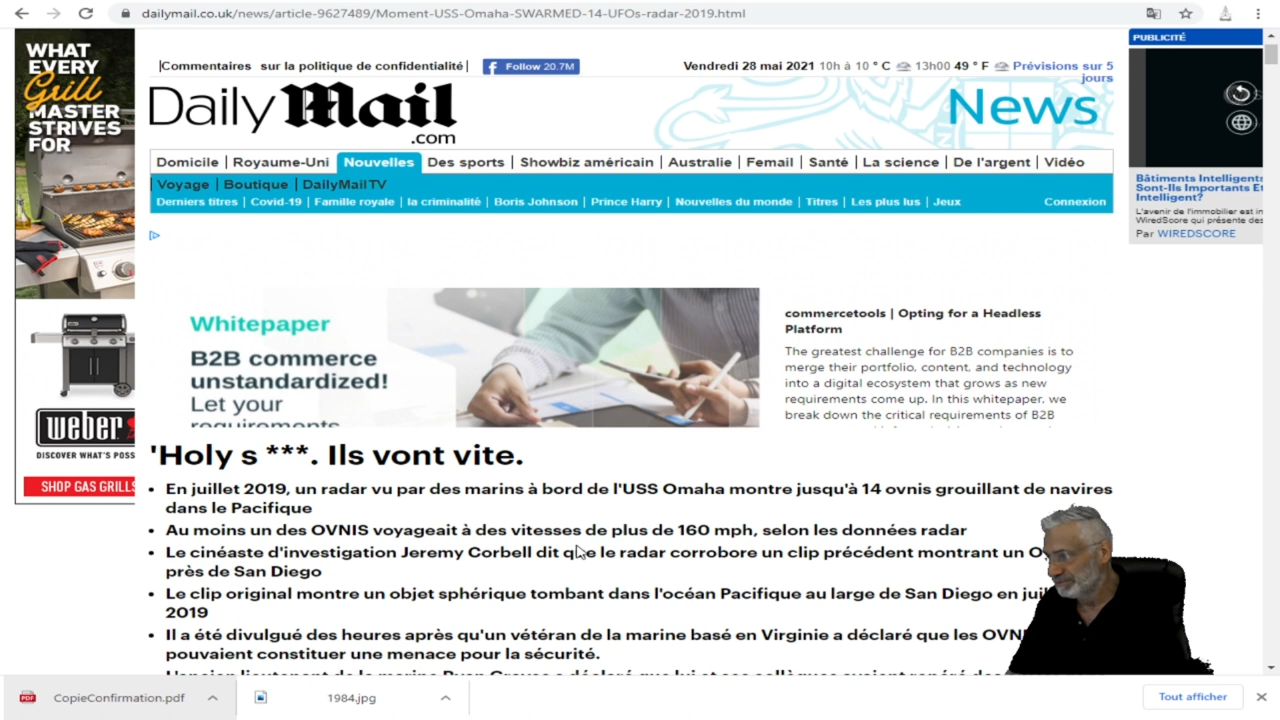 dailymail.co.uk/news/article-9627489/Moment-USS-Omaha-SWARMED-14-UFOs-radar-2019.html
WHAT
EVERY
Grill
MASTER
STRIVES
FOR
weber
DISCOVER WHAT'S POSS
SHOP GAS GRILLS
|Commentaires sur la politique de confidentialité|
Follow 20.7M
Vendredi 28 mai 2021 10h à 10 ° C 13h00 49 ° F Prévisions sur 5
jours
Daily Mail
.com
News
Domicile | Royaume-Uni Nouvelles Des sports | Showbiz américain | Australie | Femail | Santé | La science | De l'argent | Vidéo
Voyage | Boutique | DailyMailTV
Derniers titres | Covid-19 | Famille royale | la criminalité | Boris Johnson | Prince Harry | Nouvelles du monde | Titres | Les plus lus | Jeux Connexion
PUBLICITÉ
Bâtiments Intelligents
Sont-Ils Importants Et
Intelligent?
L'avenir de l'immobilier est in
WiredScore qui présente des
Par WIREDSCORE
Whitepaper
B2B commerce
unstandardized!
Let your
requirements
commercetools | Opting for a Headless
Platform
The greatest challenge for B2B companies is to
merge their portfolio, content, and technology
into a digital ecosystem that grows as new
requirements come up. In this whitepaper, we
break down the critical requirements of B2B
'Holy s ***. Ils vont vite.
• En juillet 2019, un radar vu par des marins à bord de l'USS Omaha montre jusqu'à 14 ovnis grouillant de navires
dans le Pacifique
• Au moins un des OVNIS voyageait à des vitesses de plus de 160 mph, selon les données radar
• Le cinéaste d'investigation Jeremy Corbell dit que le radar corrobore un clip précédent montrant un
près de San Diego
• Le clip original montre un objet sphérique tombant dans l'océan Pacifique au large de San Diego en
2019
• Il a été divulgué des heures après qu'un vétéran de la marine basé en Virginie a déclaré que les
pouvaient constituer une menace pour la sécurité.
CopieConfirmation.pdf
1984.jpg
Tout afficher